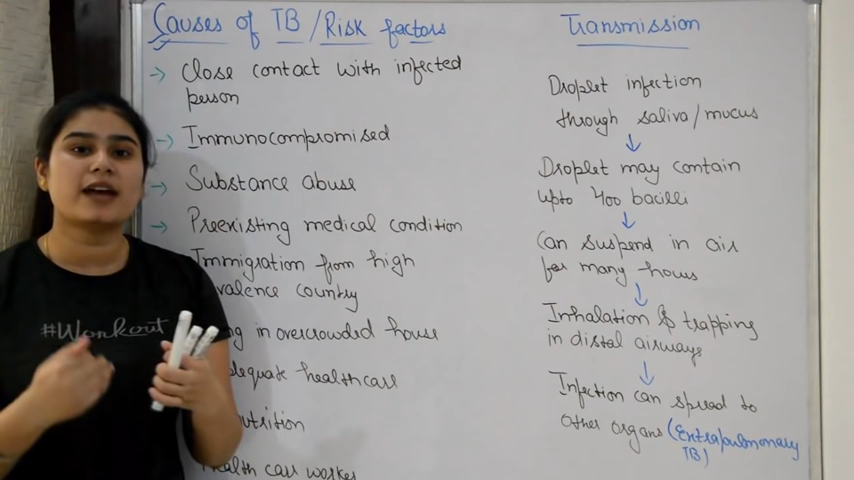 Causes of TB / Risk factors
Close contact with infected
person
Immunocompromised
Substance abuse
Preexisting medical condition
Immigration from high
valence country
in overcrowded house
healthcare
Health care worker
Transmission
Droplet infection
through saliva/mucus
Droplet may contain
upto 400 bacilli
Can suspend in air
for many hours
Inhalation & trapping
in distal airways
Infection can spread to
other organs (Extrapulmonary
TB)
#Workout